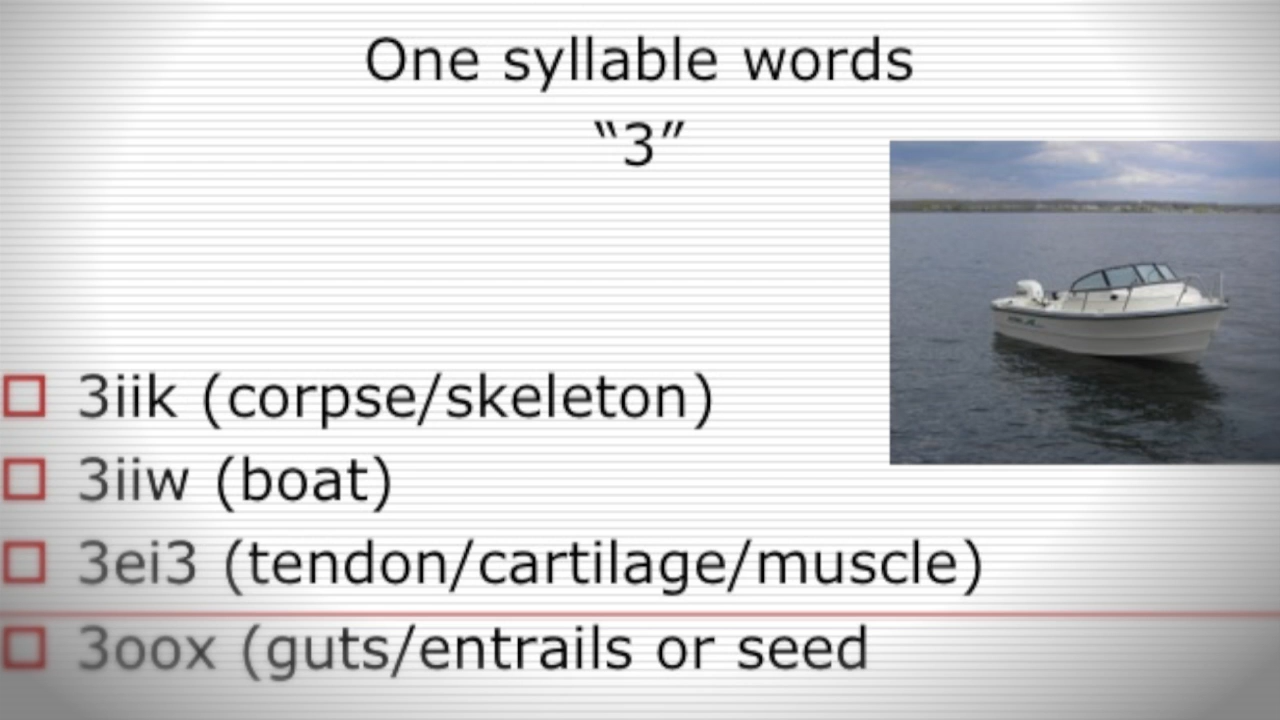 One syllable words
“3”
3iik (corpse/skeleton)
3iiw (boat)
3ei3 (tendon/cartilage/muscle)
3oox (guts/entrails or seed